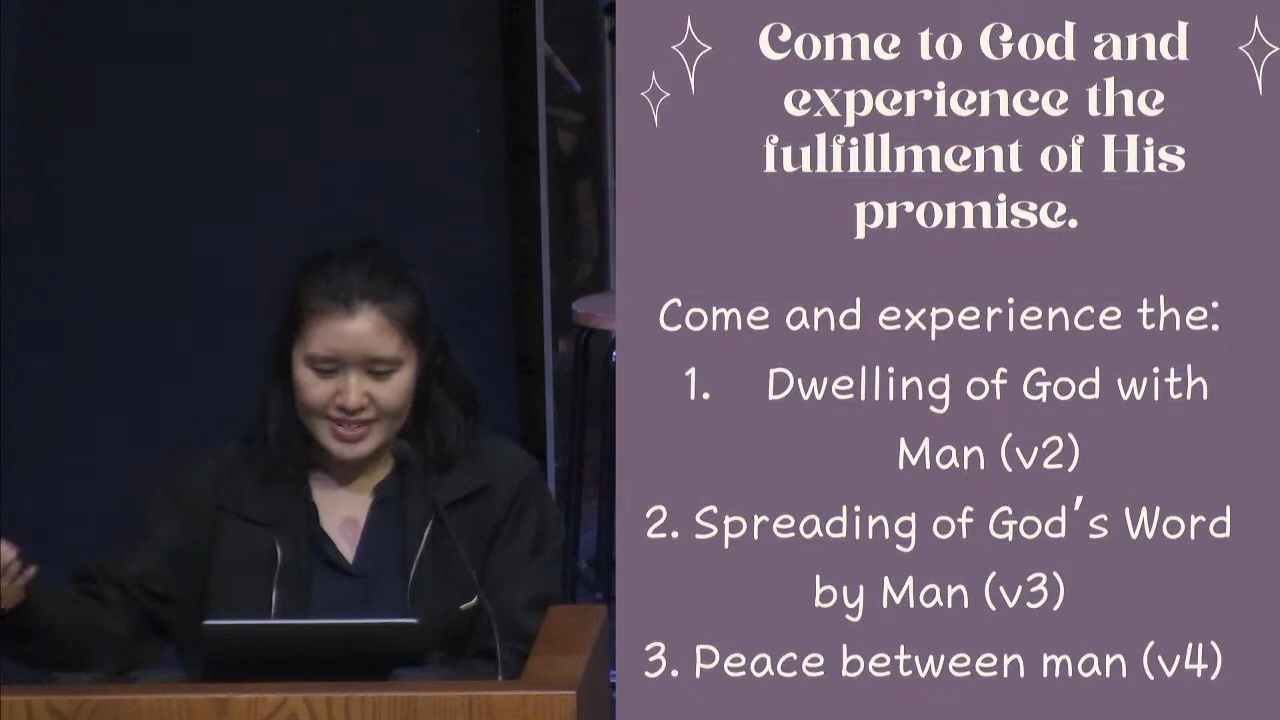 Come to God and
experience the
fulfillment of His
promise.
Come and experience the:
1. Dwelling of God with
Man (v2)
2. Spreading of God's Word
by Man (v3)
3. Peace between man (v4)